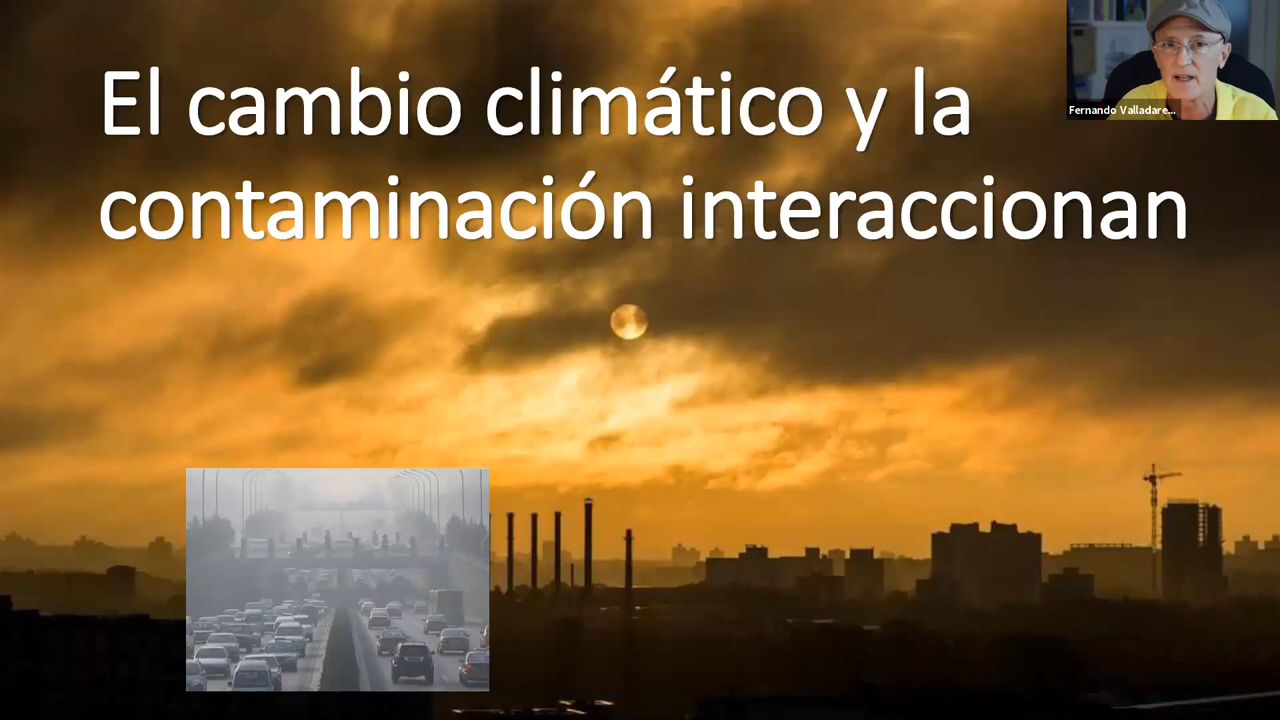 El cambio climático y la
contaminación interaccionan
Fernando Valladare...